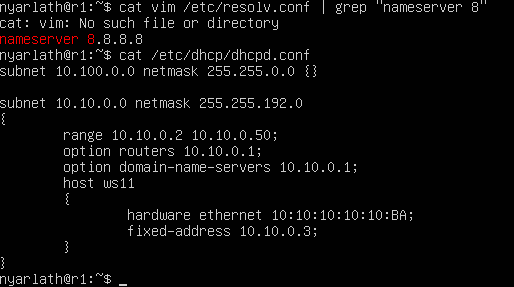 nyarlath@r1:~$ cat vim /etc/resolv.conf | grep "nameserver 8"
cat: vim: No such file or directory
nameserver 8.8.8.8
nyarlath@r1:~$ cat /etc/dhcp/dhcpd.conf
subnet 10.100.0.0 netmask 255.255.0.0 {}

subnet 10.10.0.0 netmask 255.255.192.0
{
        range 10.10.0.2 10.10.0.50;
        option routers 10.10.0.1;
        option domain-name-servers 10.10.0.1;
        host ws11
        {
                hardware ethernet 10:10:10:10:10:BA;
                fixed-address 10.10.0.3;
        }
}
nyarlath@r1:~$ _